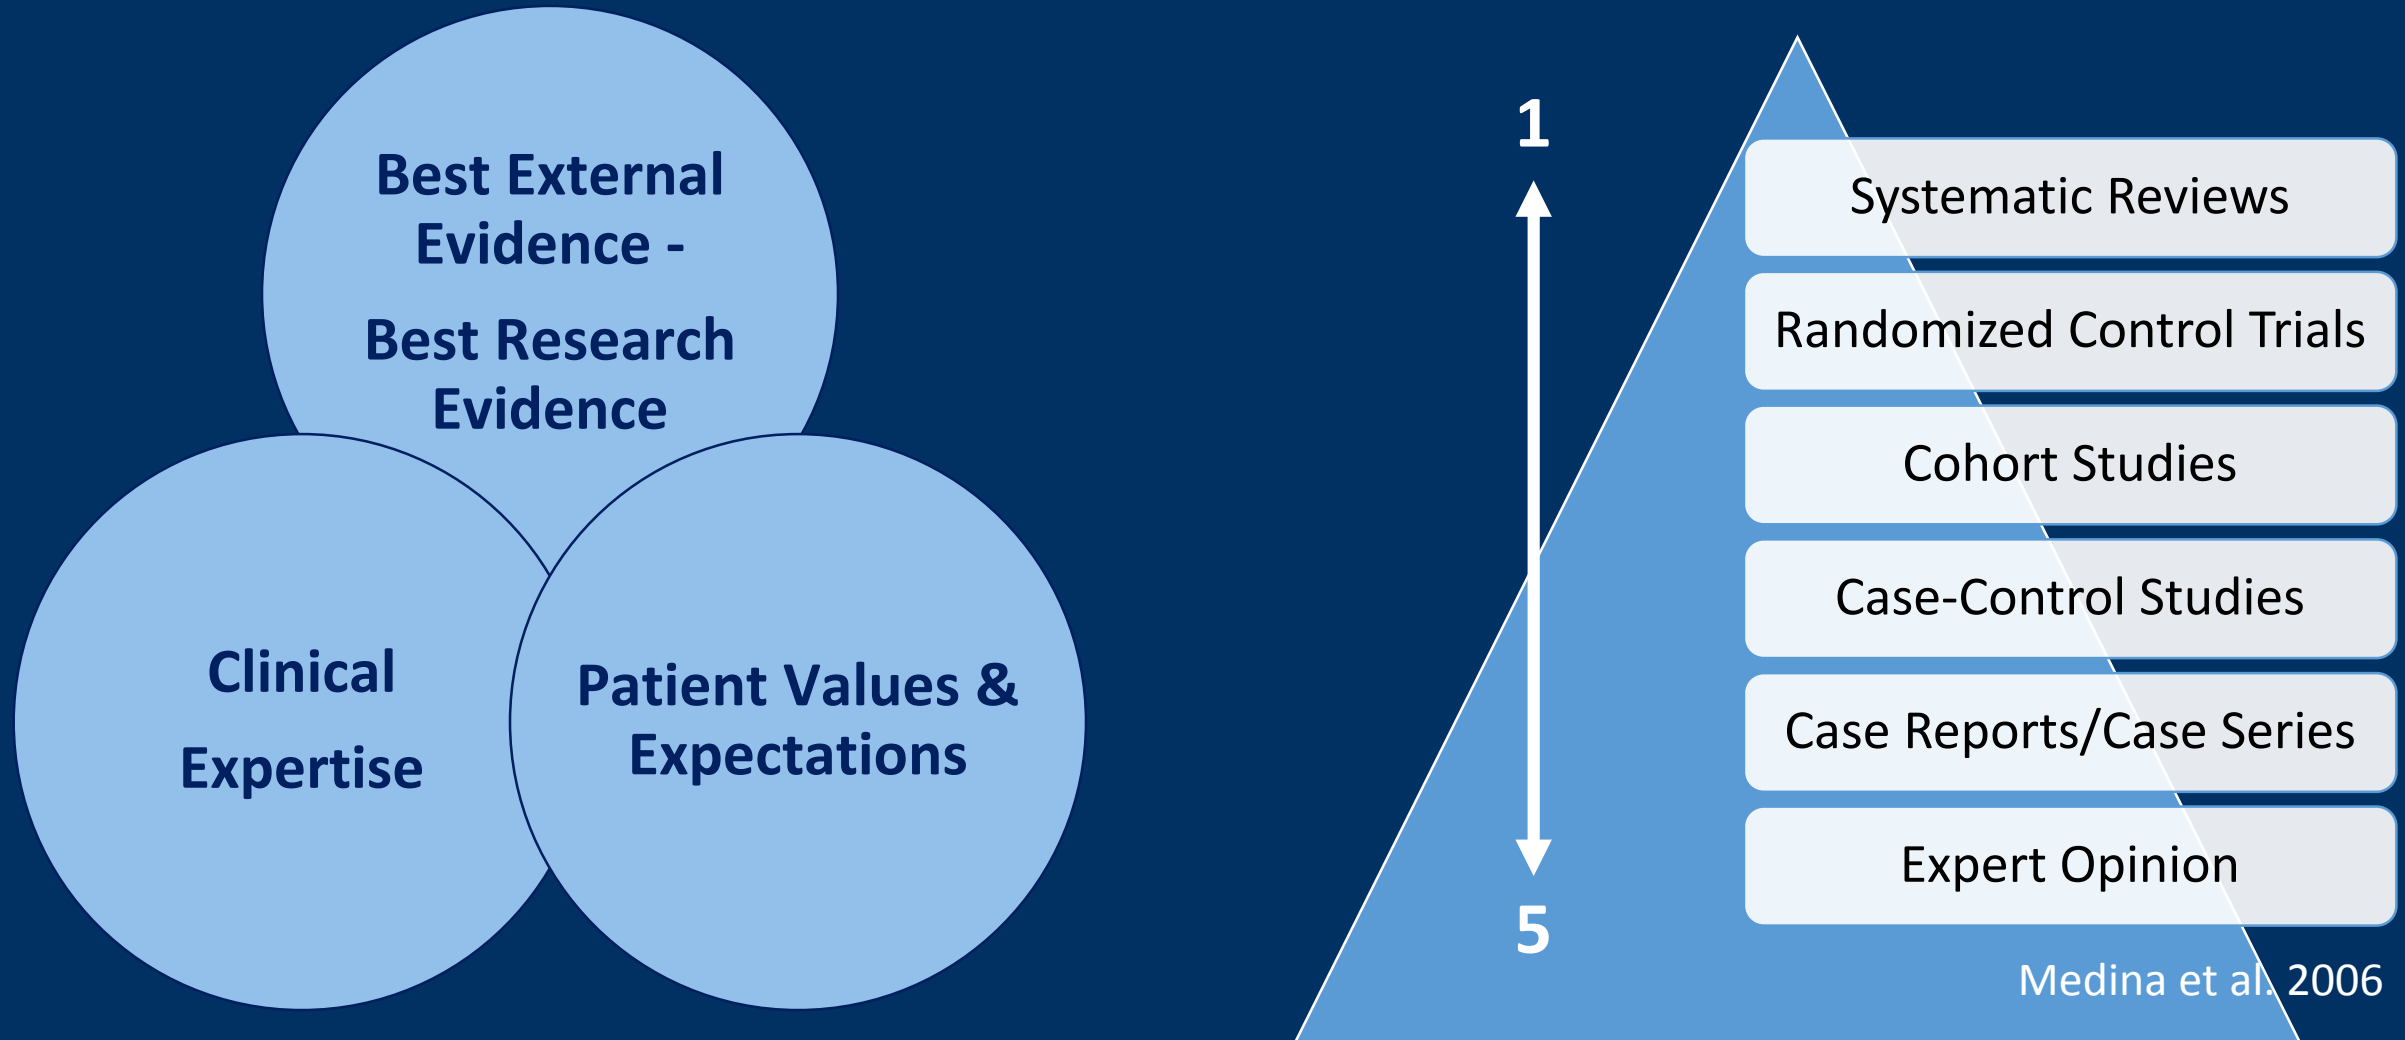 Best External
Evidence -
Best Research
Evidence
Clinical
Expertise
Patient Values &
Expectations
1
5
Systematic Reviews
Randomized Control Trials
Cohort Studies
Case-Control Studies
Case Reports/Case Series
Expert Opinion
Medina et al. 2006